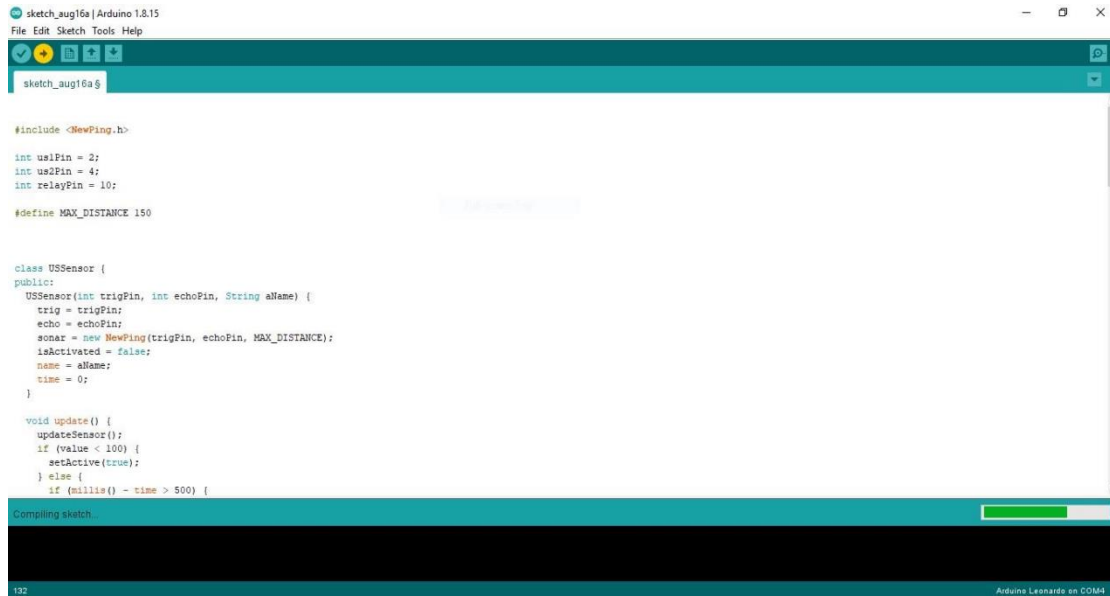 sketch_aug16a | Arduino 1.8.15
File Edit Sketch Tools Help
sketch_aug16a §
#include <NewPing.h>
int us1Pin = 2;
int us2Pin = 4;
int relayPin = 10;
#define MAX_DISTANCE 150
class USSensor {
public:
USSensor(int trigPin, int echoPin, String aName) {
trig = trigPin;
echo = echoPin;
sonar = new NewPing(trigPin, echoPin, MAX_DISTANCE);
isActivated = false;
name = aName;
time = 0;
}
void update() {
updateSensor();
if (value < 100) {
setActive(true);
} else {
if (millis() - time > 500) {
Compiling sketch...
132
Arduino Leonardo on COM4